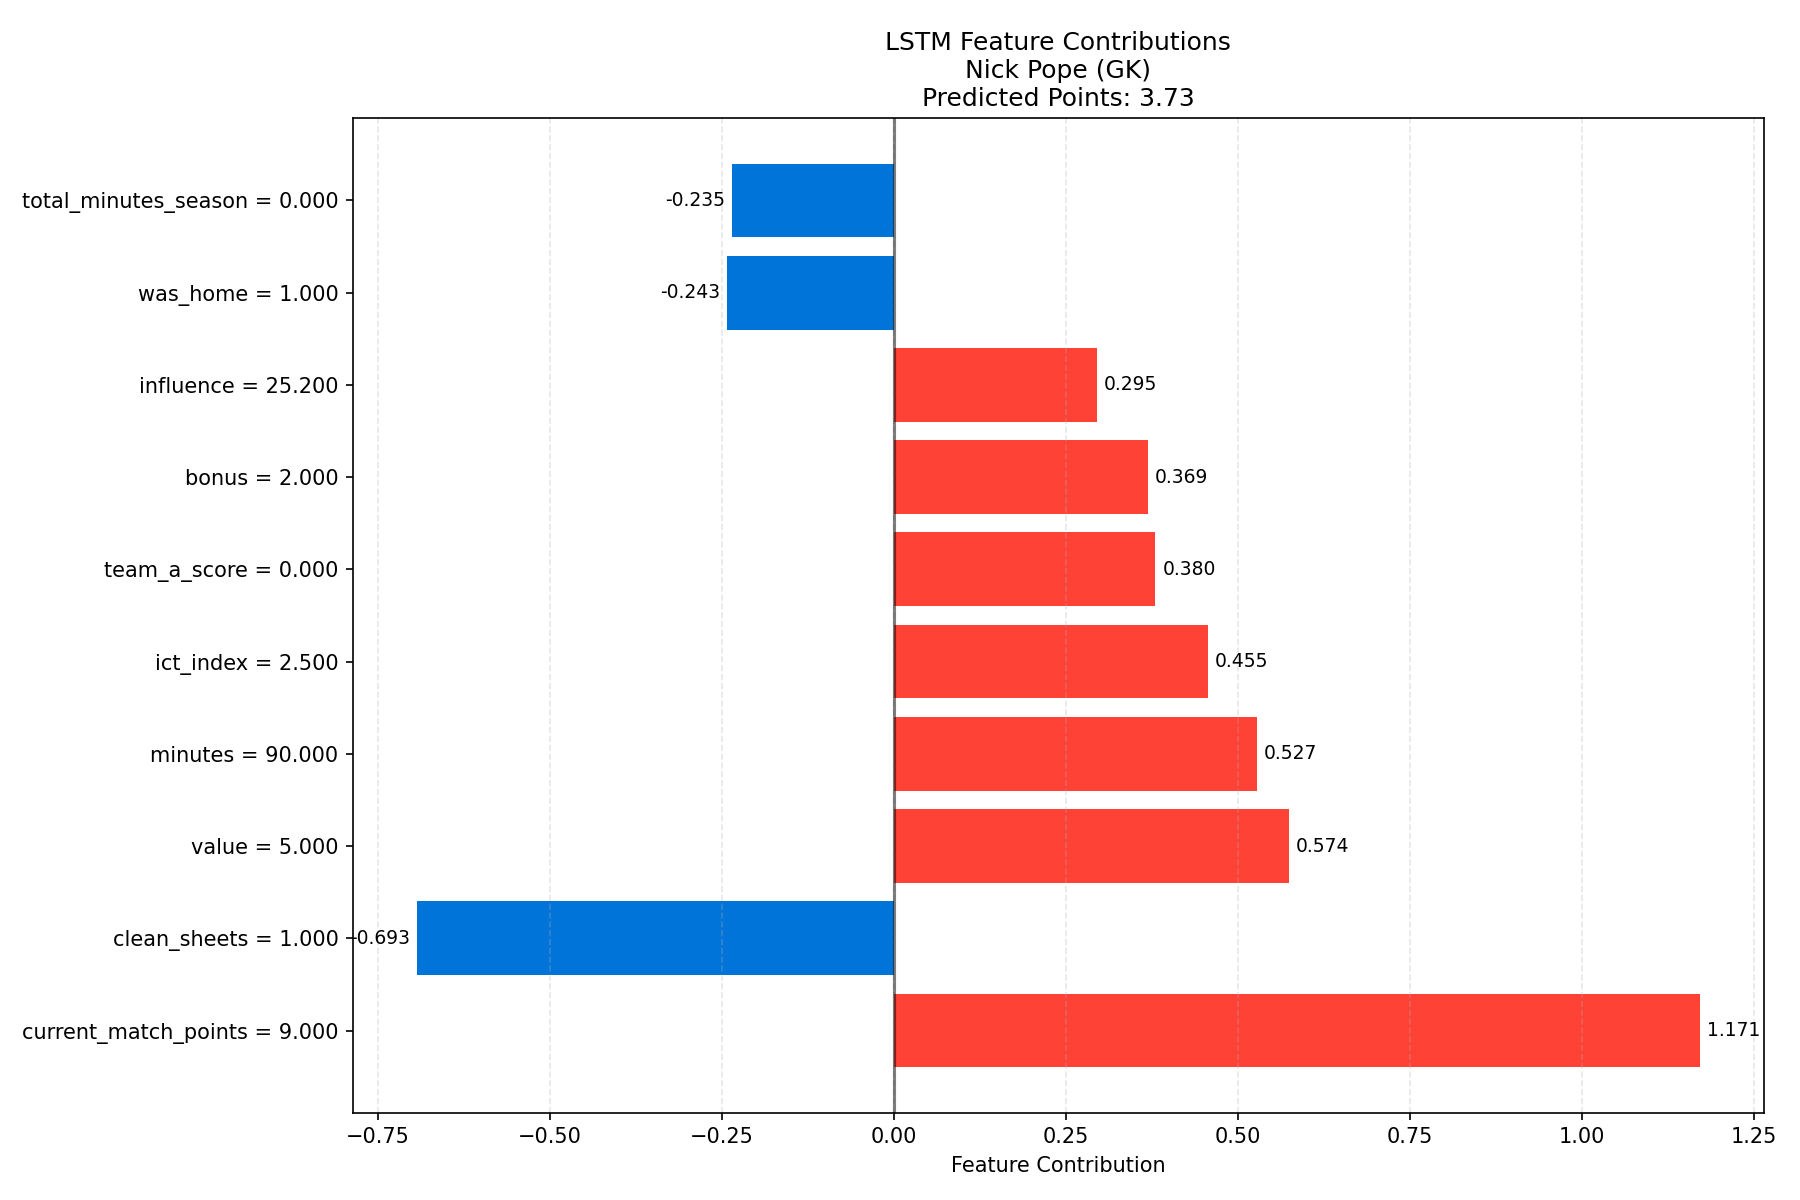 LSTM Feature Contributions
Nick Pope (GK)
Predicted Points: 3.73
total_minutes_season = 0.000 -0.235
was_home = 1.000 -0.243
influence = 25.200 0.295
bonus = 2.000 0.369
team_a_score = 0.000 0.380
ict_index = 2.500 0.455
minutes = 90.000 0.527
value = 5.000 0.574
clean_sheets = 1.000 -0.693
current_match_points = 9.000 1.171
−0.75 −0.50 −0.25 0.00 0.25 0.50 0.75 1.00 1.25
Feature Contribution